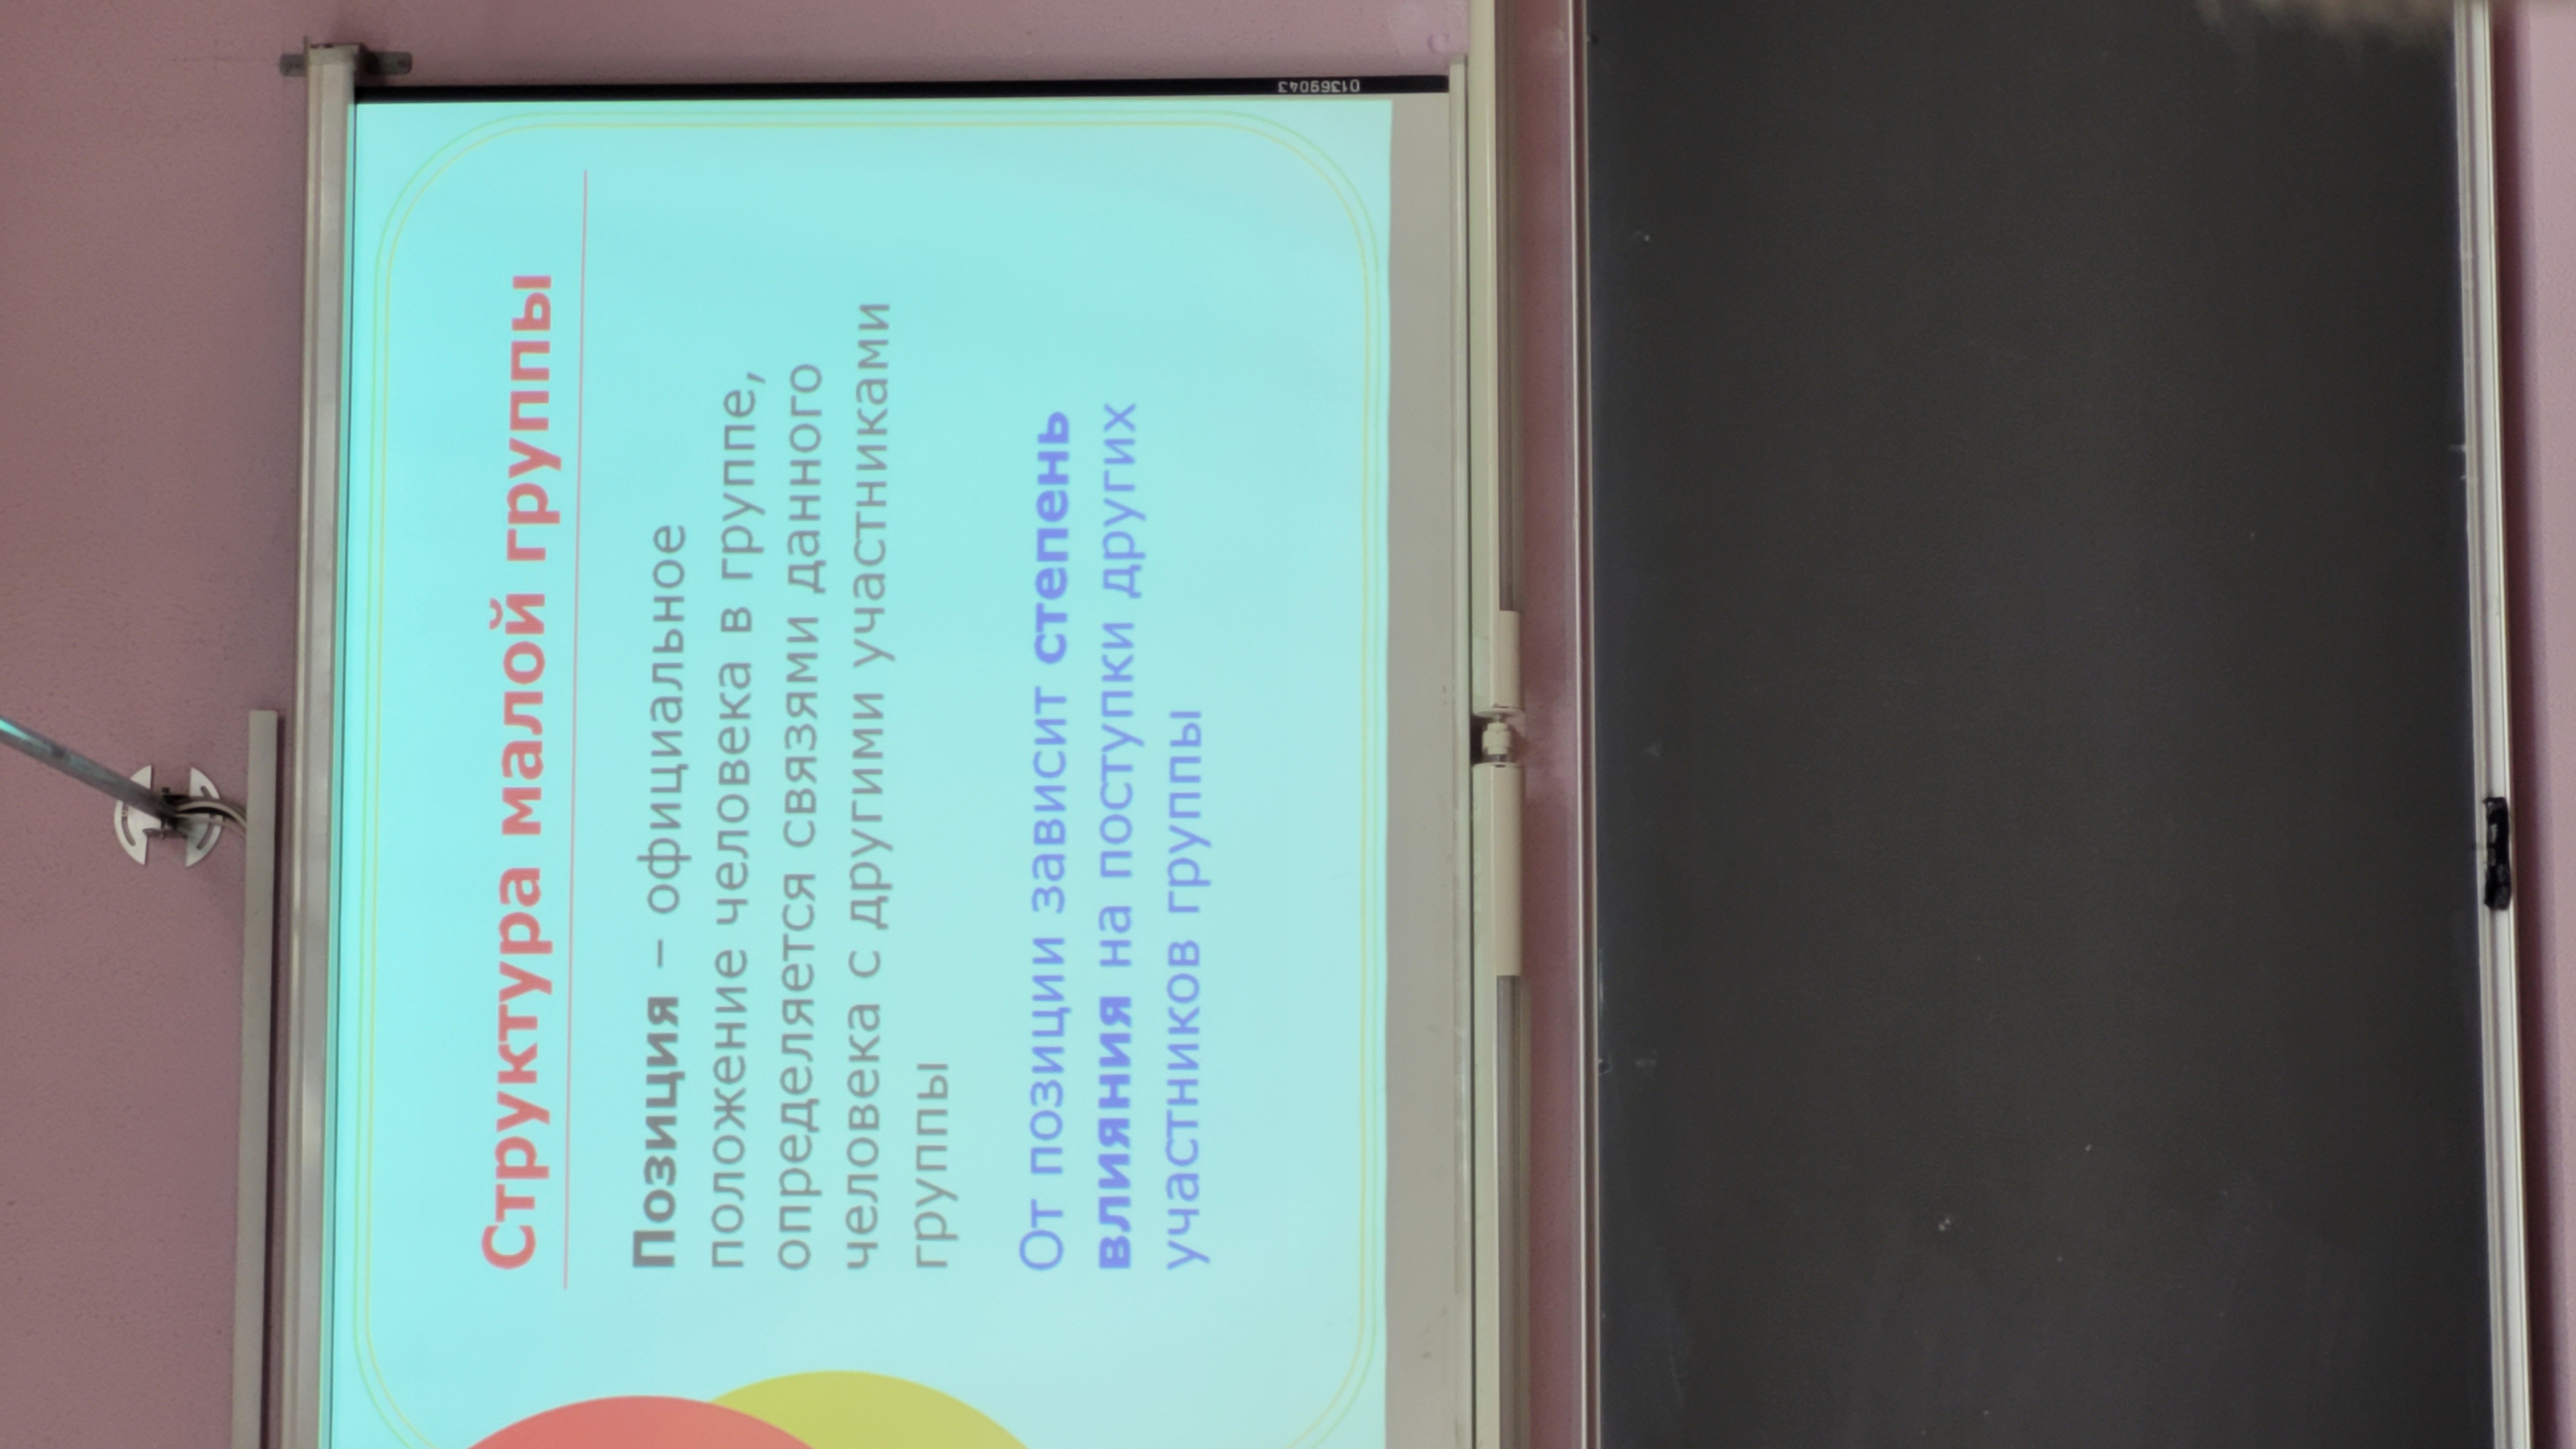 Структура малой группы
Позиция – официальное
положение человека в группе,
определяется связями данного
человека с другими участниками
группы
От позиции зависит степень
влияния на поступки других
участников группы
01369043